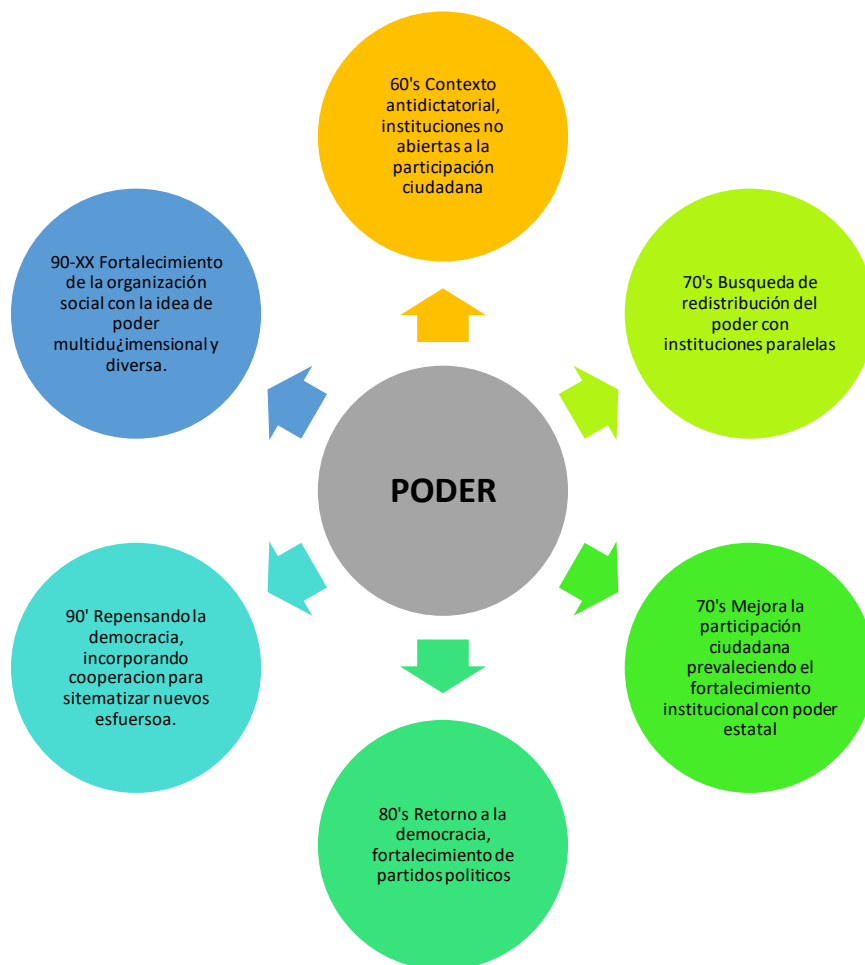 60's Contexto
antidictatorial,
instituciones no
abiertas a la
participación
ciudadana
70's Busqueda de
redistribución del
poder con
instituciones paralelas
70's Mejora la
participación
ciudadana
prevaleciendo el
fortalecimiento
institucional con poder
estatal
80's Retorno a la
democracia,
fortalecimiento de
partidos politicos
90' Repensando la
democracia,
incorporando
cooperacion para
sitematizar nuevos
esfuersoa.
90-XX Fortalecimiento
de la organización
social con la idea de
poder
multidu¿imensional y
diversa.
PODER